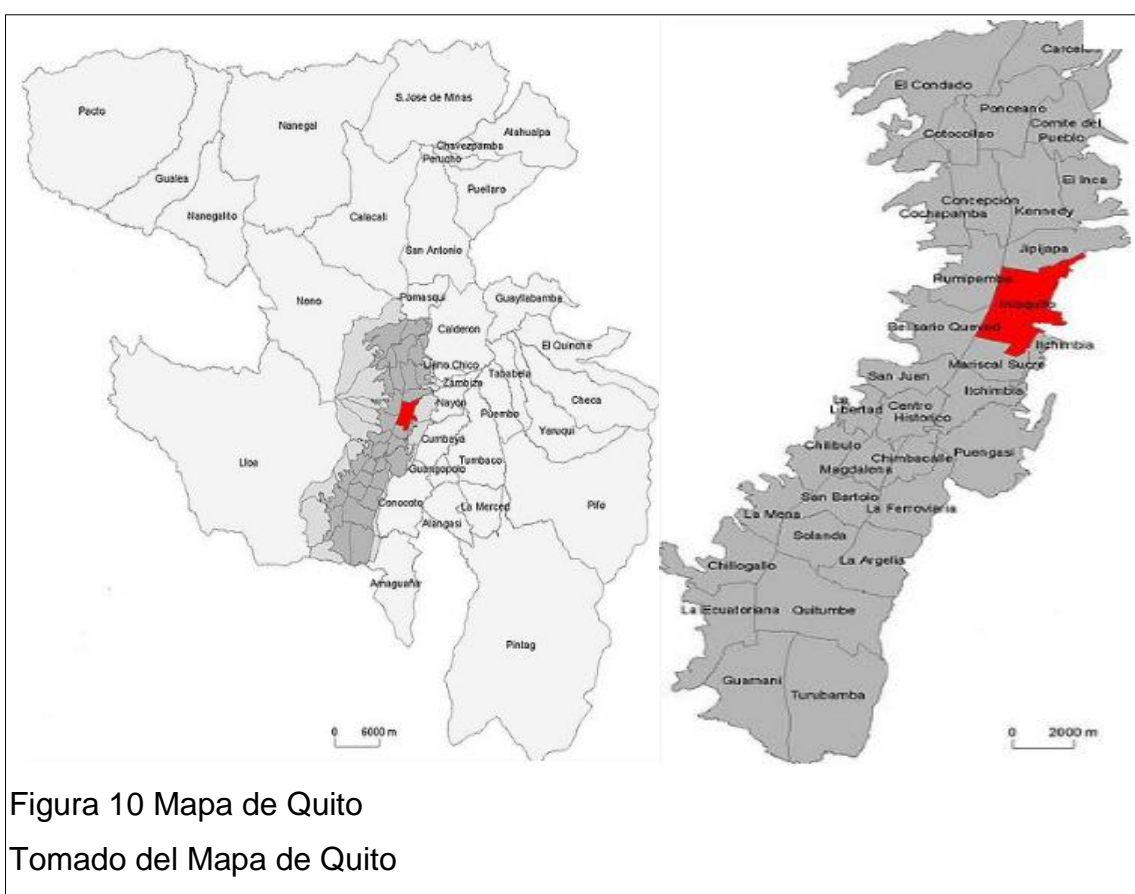 Pacto
Gualea
Nanegalito
Nanegal
S.Jose de Minas
Atahualpa
Chavezpamba
Perucho
Puellaro
Calacali
San Antonio
Nono
Pomasqui
Guayllabamba
Calderon
El Quinche
Llano Chico
Zambiza
Tababela
Nayon
Puembo
Checa
Yaruqui
Cumbaya
Lloa
Guangopolo
Tumbaco
Conocoto
La Merced
Alangasi
Pifo
Amaguaña
Pintag
0 6000 m
El Condado
Ponceano
Comite del
Pueblo
Cotocollao
El Inca
Concepción
Cochapamba
Kennedy
Jipijapa
Rumipamba
Iñaquito
Belisario Quevedo
Itchimbia
Mariscal Sucre
San Juan
Itchimbia
La
Libertad
Centro
Historico
Chilibulo
Puengasi
Chimbacalle
Magdalena
San Bartolo
La Ferroviaria
La Mena
Solanda
La Argelia
Chillogallo
La Ecuatoriana
Quitumbe
Guamani
Turubamba
0 2000 m
Figura 10 Mapa de Quito
Tomado del Mapa de Quito